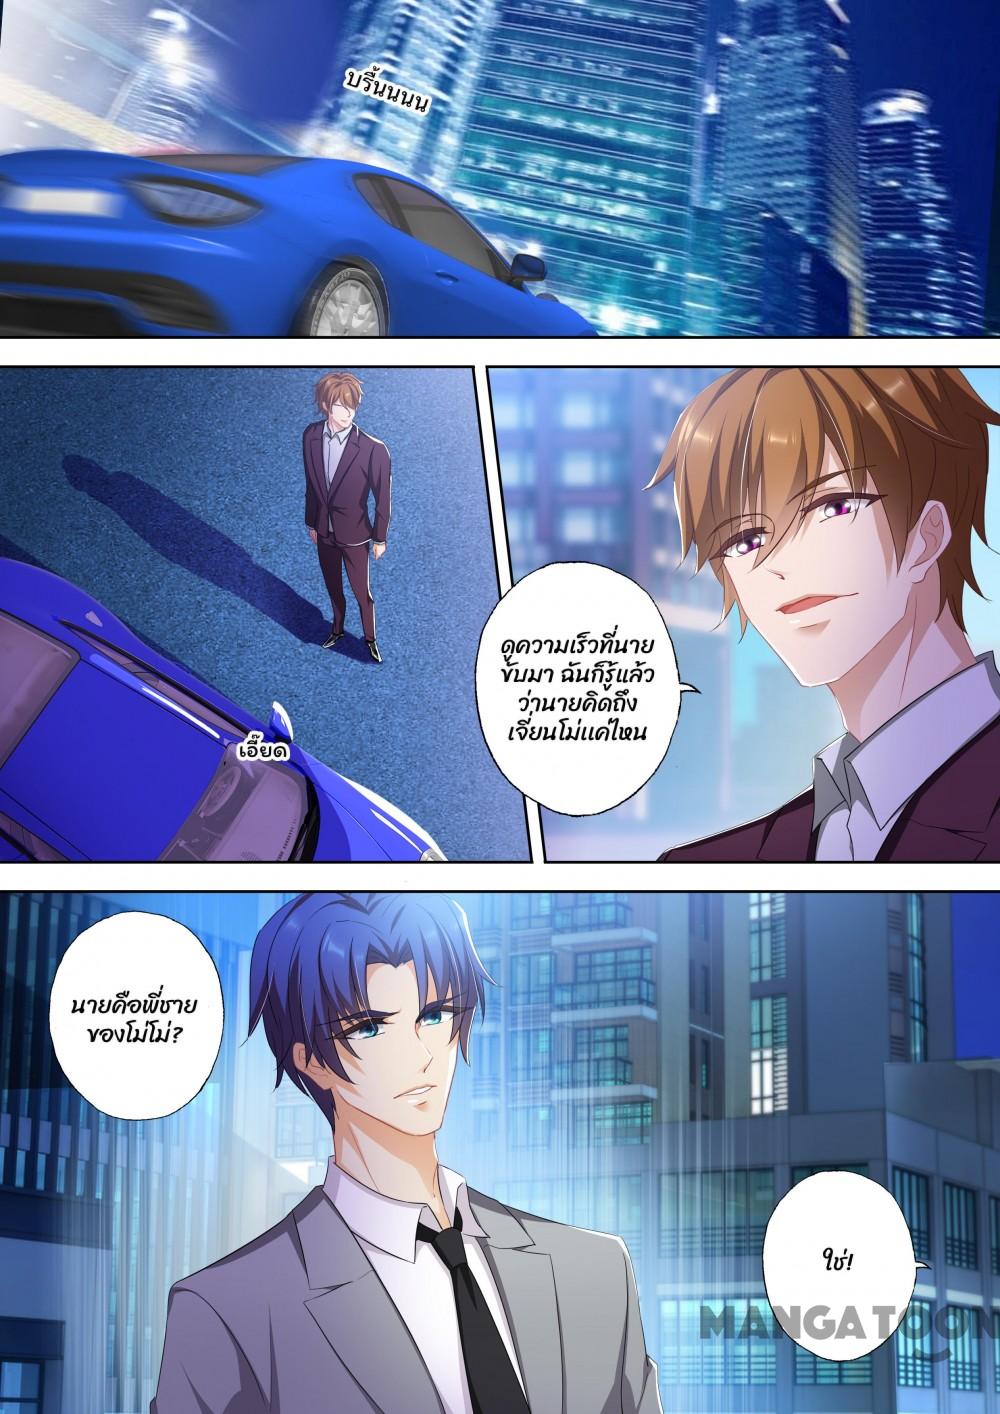 บรื้นนนน
เอี๊ยด
ดูความเร็วที่นาย
ขับมา ฉันก็รู้แล้ว
ว่านายคิดถึง
เจี่ยนโม่แค่ไหน
นายคือพี่ชาย
ของโม่โม่?
ใช่!
MANGATOON